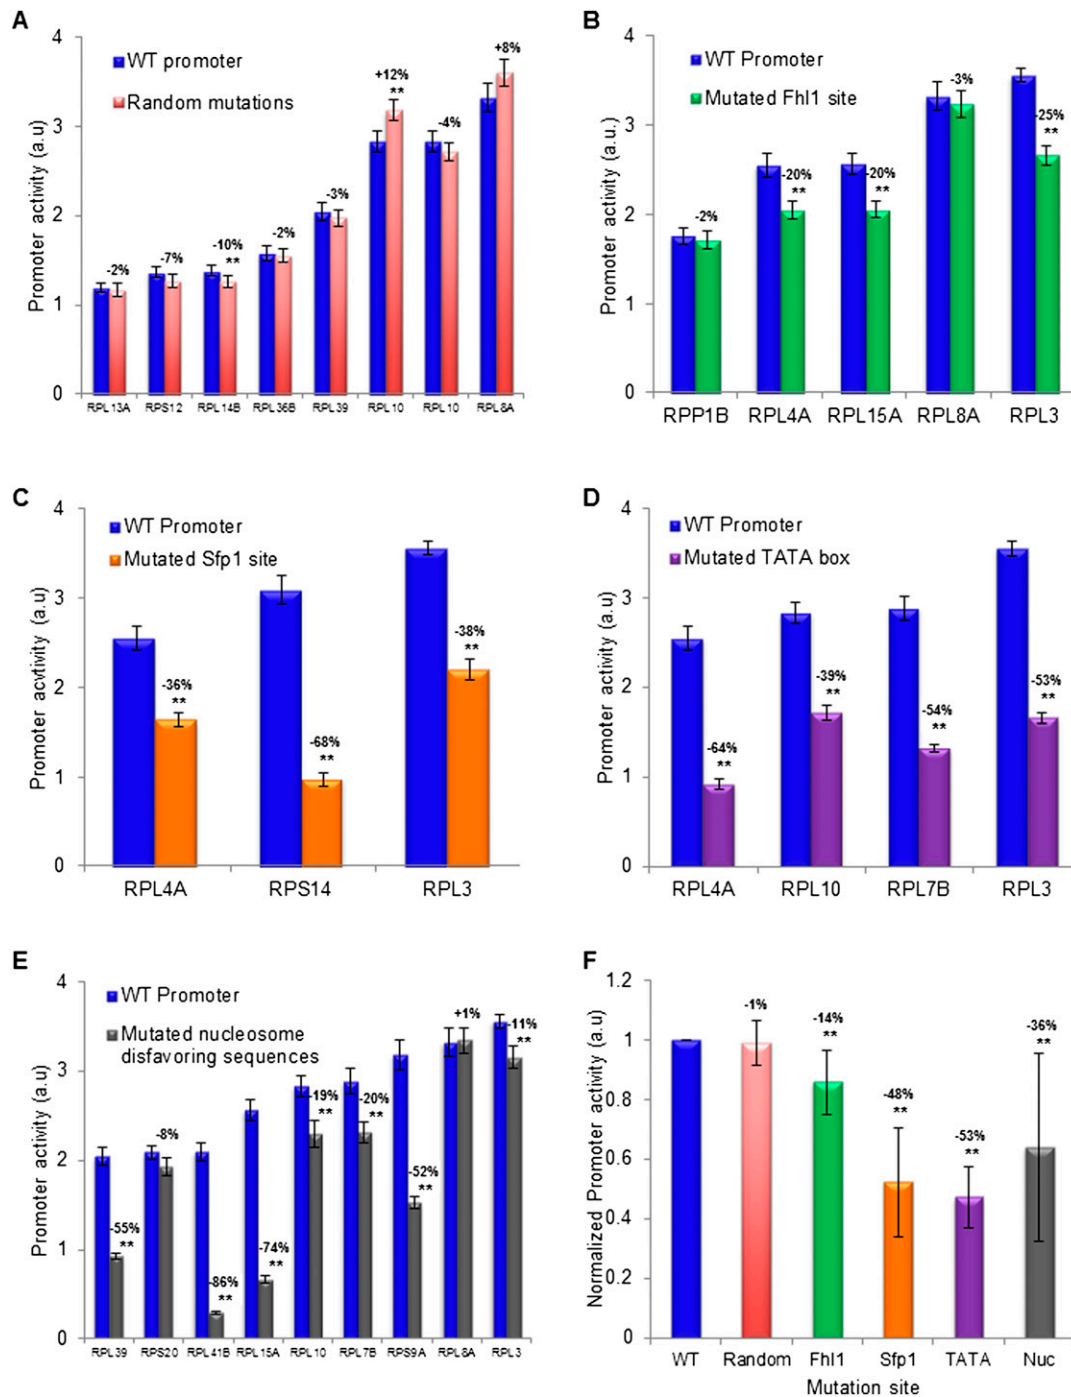 A
Promoter activity (a.u)
4
3
2
1
0
WT promoter
Random mutations
-2%
-7%
-10%
**
-2%
-3%
+12%
**
-4%
+8%
RPL13A RPS12 RPL14B RPL36B RPL39 RPL10 RPL10 RPL8A
B
Promoter activity (a.u.)
4
3
2
1
0
WT Promoter
Mutated Fhl1 site
-2%
-20%
**
-20%
**
-3%
-25%
**
RPP1B RPL4A RPL15A RPL8A RPL3
C
Promoter acvtivity (a.u)
4
3
2
1
0
WT Promoter
Mutated Sfp1 site
-36%
**
-68%
**
-38%
**
RPL4A RPS14 RPL3
D
Promoter activity (a.u)
4
3
2
1
0
WT Promoter
Mutated TATA box
-64%
**
-39%
**
-54%
**
-53%
**
RPL4A RPL10 RPL7B RPL3
E
Promoter activity (a.u)
4
3
2
1
0
WT Promoter
Mutated nucleosome
disfavoring sequences
-55%
**
-8%
-86%
**
-74%
**
-19%
**
-20%
**
-52%
**
+1%
-11%
**
RPL39 RPS20 RPL41B RPL15A RPL10 RPL7B RPS9A RPL8A RPL3
F
Normalized Promoter activity (a.u)
1.2
1
0.8
0.6
0.4
0.2
0
-1%
-14%
**
-48%
**
-53%
**
-36%
**
WT Random Fhl1 Sfp1 TATA Nuc
Mutation site